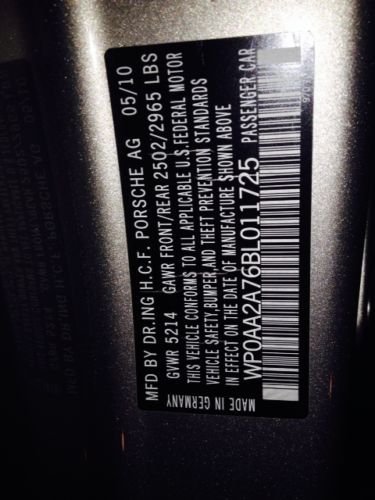 MFD BY DR.ING H.C.F. PORSCHE AG 05/10
GVWR 5214 GAWR FRONT/REAR 2502/2965 LBS
THIS VEHICLE CONFORMS TO ALL APPLICABLE U.S.FEDERAL MOTOR
VEHICLE SAFETY,BUMPER,AND THEFT PREVENTION STANDARDS
IN EFFECT ON THE DATE OF MANUFACTURE SHOWN ABOVE
WP0AA2A76BL011725 PASSENGER CAR
MADE IN GERMANY